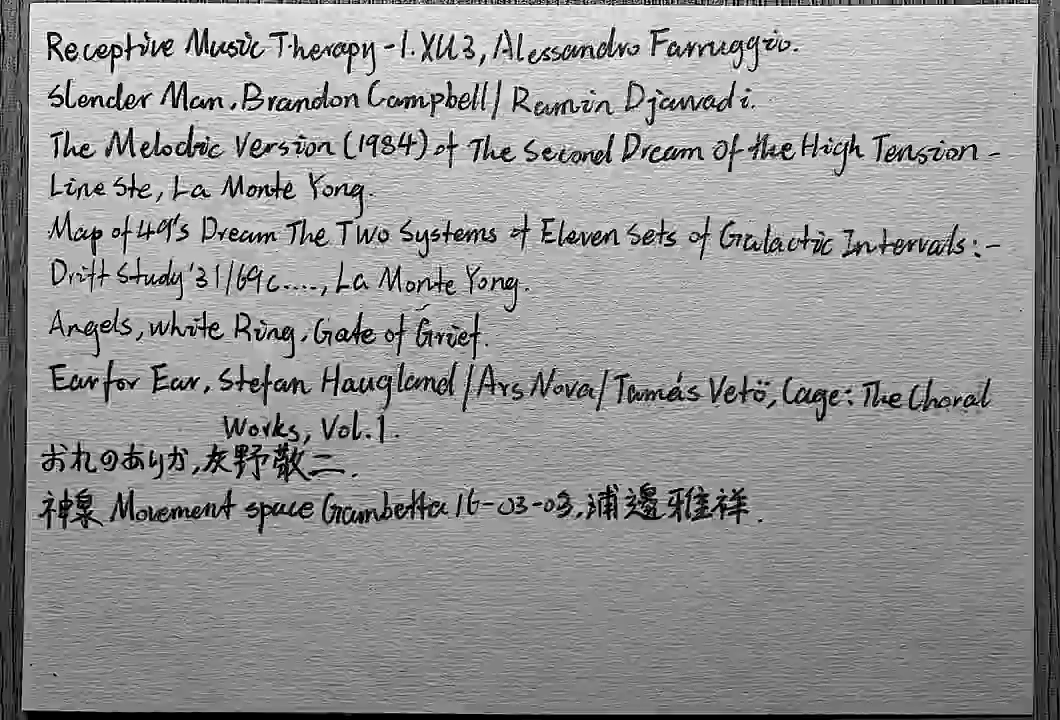 Receptive Music Therapy-1.XU3, Alessandro Farruggio.
Slender Man, Brandon Campbell/Ramin Djawadi.
The Melodic Version (1984) of The Second Dream of the High Tension-
Line Ste, La Monte Yong.
Map of 49's Dream The Two Systems of Eleven Sets of Galactic Intervals:-
Drift Study'31/69c...., La Monte Yong.
Angels, White Ring, Gate of Grief.
Ear for Ear, Stefan Haugland/Ars Nova/Tamás Vetö, Cage: The Choral
Works, Vol.1.
おれのありか,灰野敬二.
神泉 Movement space Gambetta 16-03-03, 浦邊雅祥.